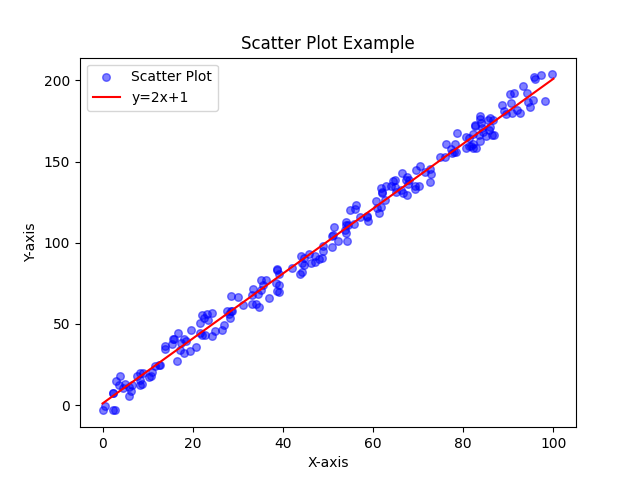 Scatter Plot Example
Scatter Plot
y=2x+1
200
150
100
50
0
Y-axis
0 20 40 60 80 100
X-axis